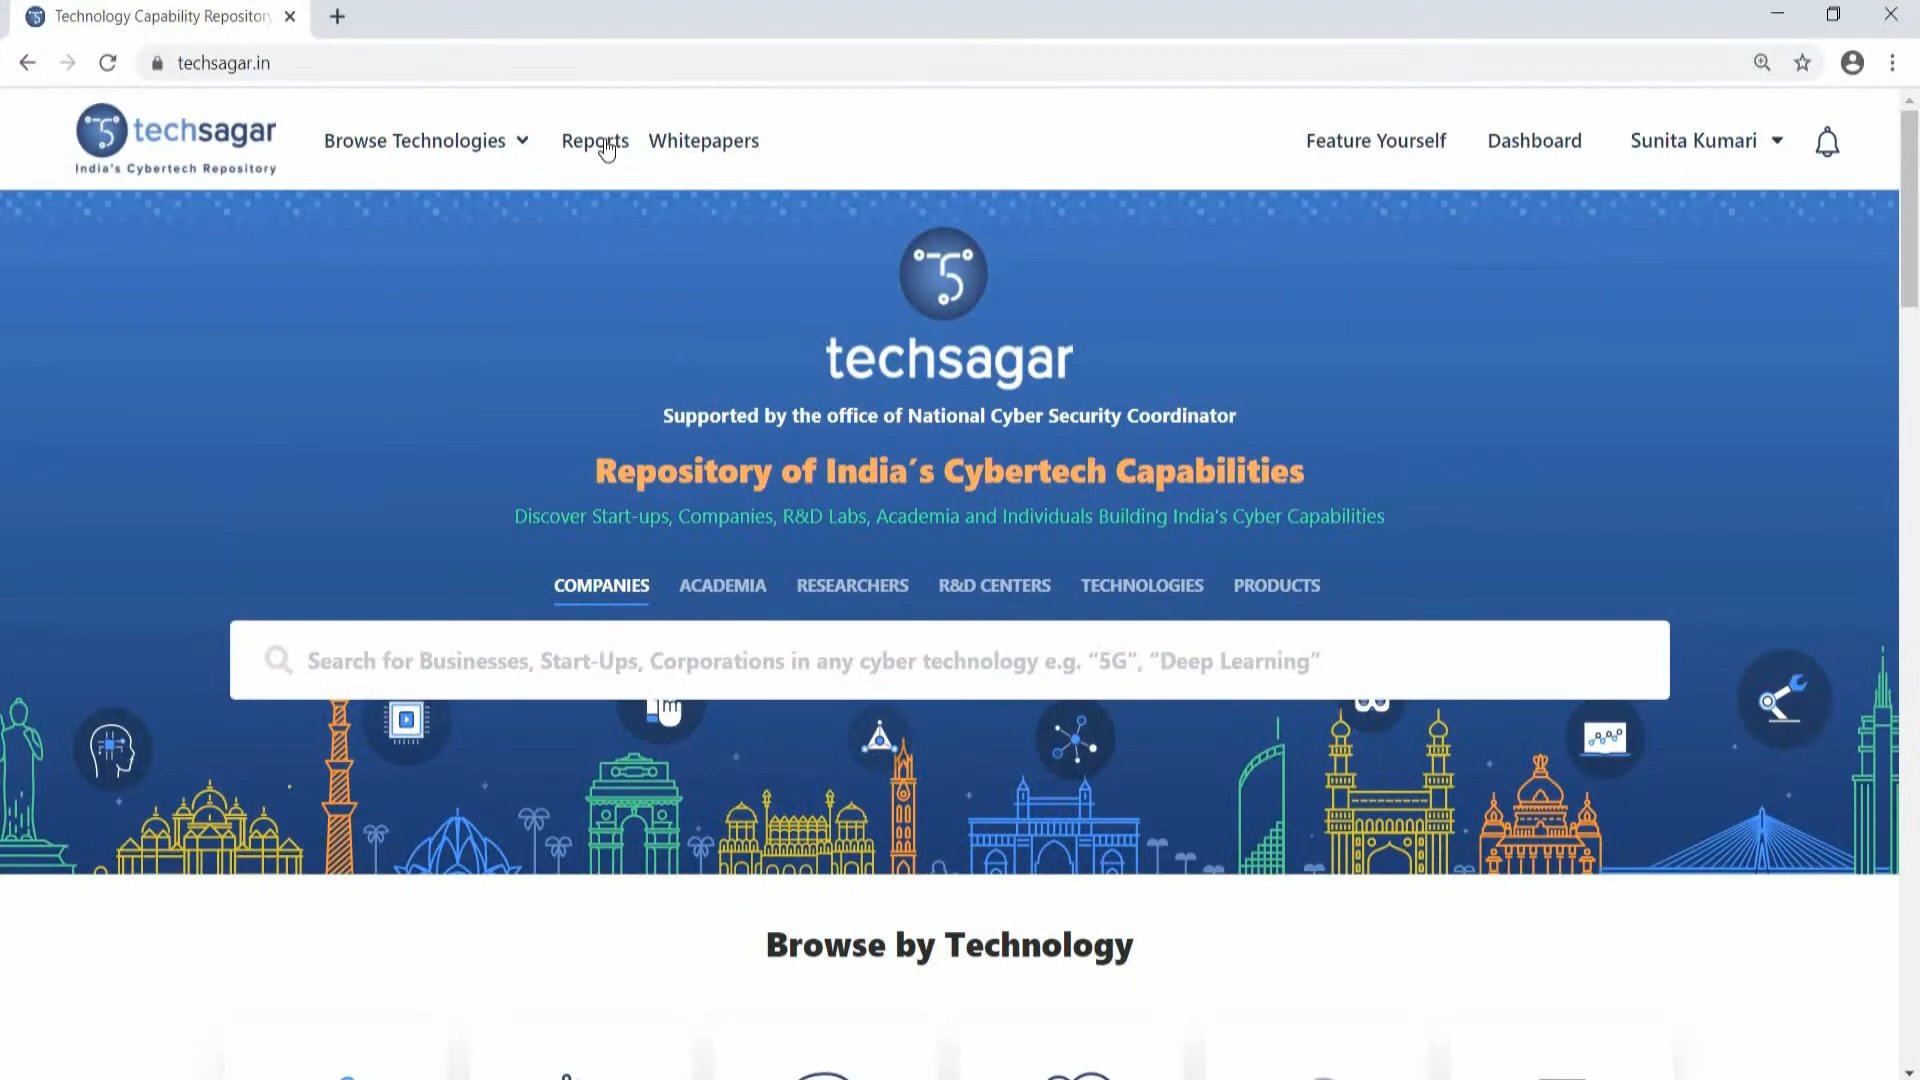 Technology Capability Repository
techsagar.in
techsagar
India's Cybertech Repository
Browse Technologies
Reports
Whitepapers
Feature Yourself
Dashboard
Sunita Kumari
techsagar
Supported by the office of National Cyber Security Coordinator
Repository of India´s Cybertech Capabilities
Discover Start-ups, Companies, R&D Labs, Academia and Individuals Building India's Cyber Capabilities
COMPANIES
ACADEMIA
RESEARCHERS
R&D CENTERS
TECHNOLOGIES
PRODUCTS
Search for Businesses, Start-Ups, Corporations in any cyber technology e.g. “5G”, “Deep Learning”
Browse by Technology